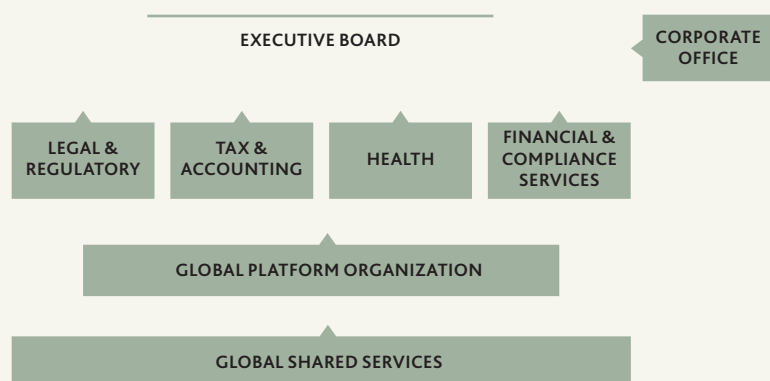 EXECUTIVE BOARD
CORPORATE
OFFICE
LEGAL &
REGULATORY
TAX &
ACCOUNTING
HEALTH
FINANCIAL &
COMPLIANCE
SERVICES
GLOBAL PLATFORM ORGANIZATION
GLOBAL SHARED SERVICES